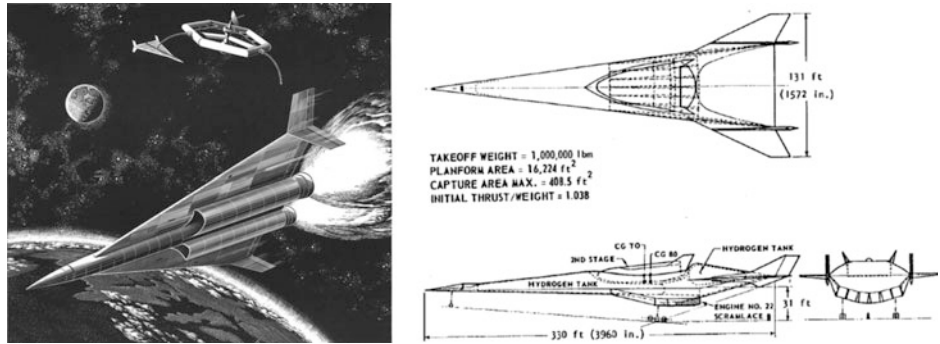 131 ft
(1572 in.)
TAKEOFF WEIGHT = 1,000,000 lbm
PLANFORM AREA = 16,224 ft2
CAPTURE AREA MAX. = 408.5 ft2
INITIAL THRUST/WEIGHT = 1.038
CG TO
CG BO
2ND STAGE
HYDROGEN TANK
HYDROGEN TANK
31 ft
ENGINE NO. 22
SCRAMLACE
330 ft (3960 in.)